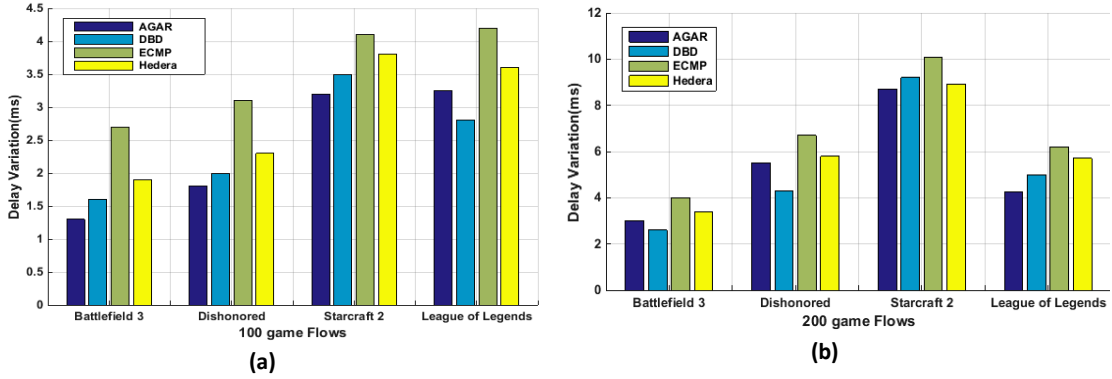 4.5
4
3.5
3
2.5
2
1.5
1
0.5
0
Delay Variation(ms)
AGAR
DBD
ECMP
Hedera
Battlefield 3 Dishonored Starcraft 2 League of Legends
100 game Flows
(a)
12
10
8
6
4
2
0
Delay Variation(ms)
AGAR
DBD
ECMP
Hedera
Battlefield 3 Dishonored Starcraft 2 League of Legends
200 game Flows
(b)